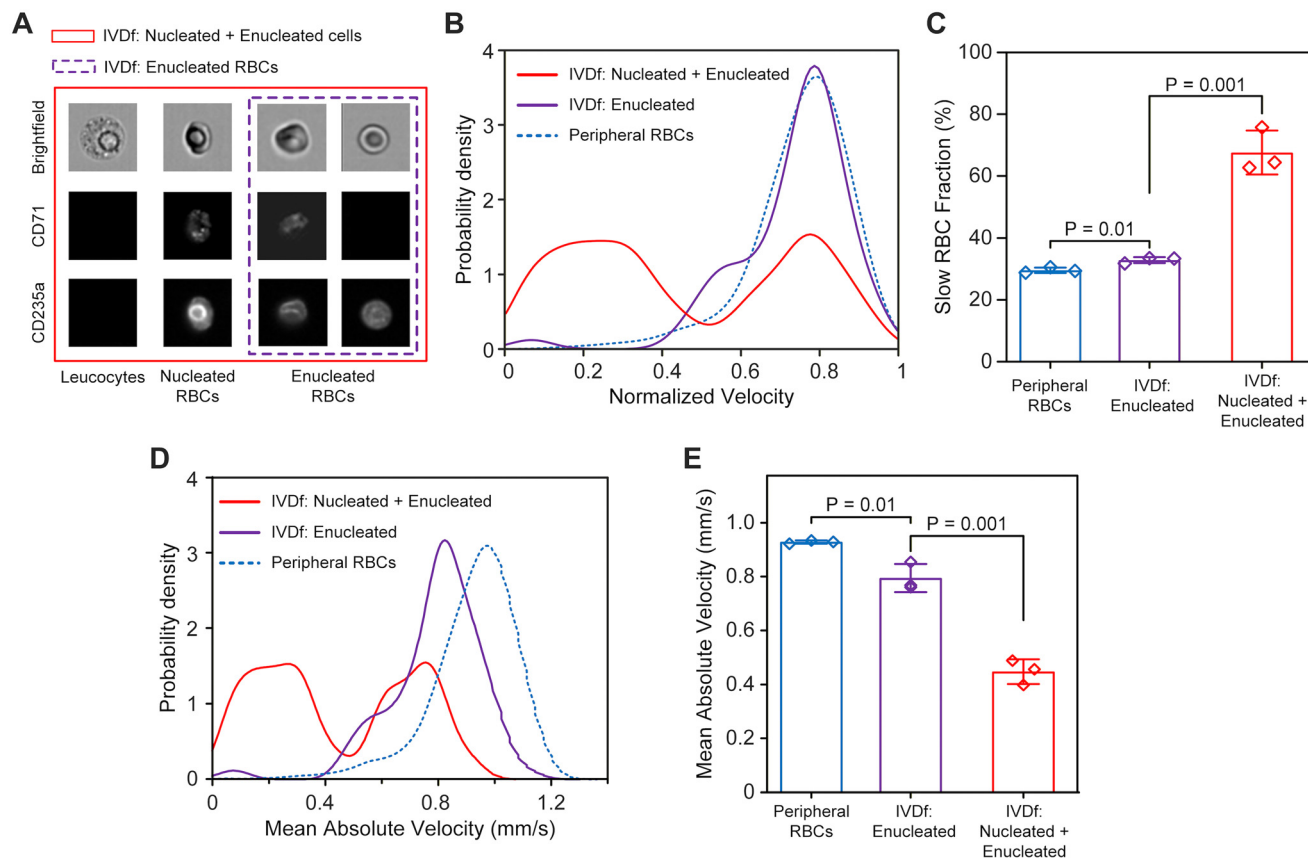 A
IVDf: Nucleated + Enucleated cells
IVDf: Enucleated RBCs
Brightfield
CD71
CD235a
Leucocytes
Nucleated
RBCs
Enucleated
RBCs
B
4
3
2
1
0
Probability density
IVDf: Nucleated + Enucleated
IVDf: Enucleated
Peripheral RBCs
0
0.2
0.4
0.6
0.8
1
Normalized Velocity
C
100
80
60
40
20
0
Slow RBC Fraction (%)
P = 0.001
P = 0.01
Peripheral
RBCs
IVDf:
Enucleated
IVDf:
Nucleated +
Enucleated
D
4
3
2
1
0
Probability density
IVDf: Nucleated + Enucleated
IVDf: Enucleated
Peripheral RBCs
0
0.4
0.8
1.2
Mean Absolute Velocity (mm/s)
E
1.0
0.8
0.6
0.4
0.2
0
Mean Absolute Velocity (mm/s)
P = 0.01
P = 0.001
Peripheral
RBCs
IVDf:
Enucleated
IVDf:
Nucleated +
Enucleated